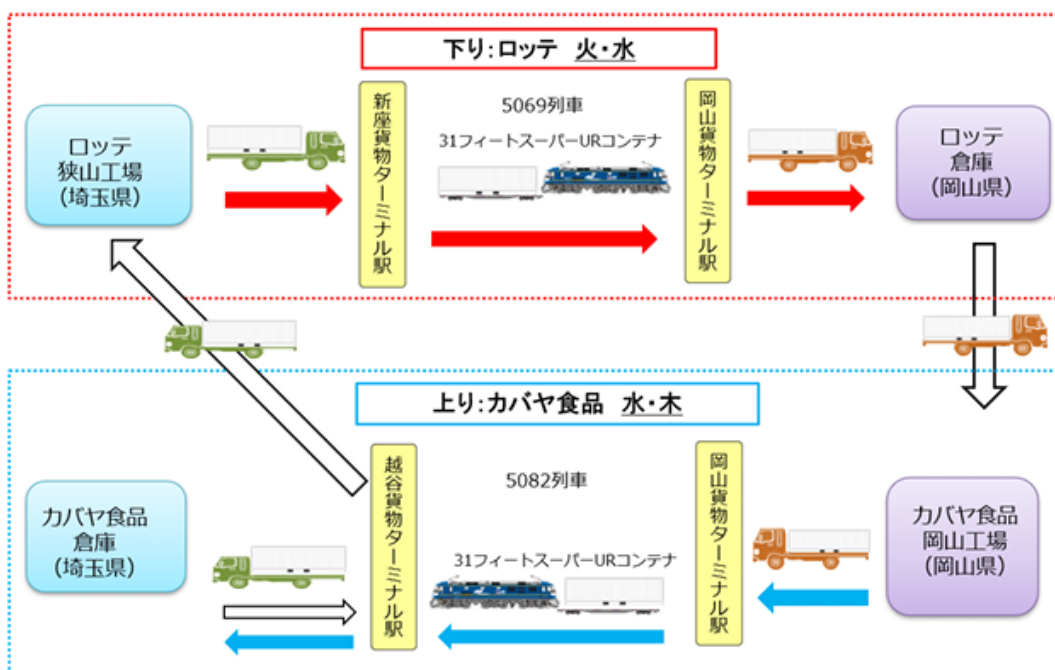 下り：ロッテ　火・水
ロッテ
狭山工場
(埼玉県)
新座貨物ターミナル駅
5069列車
31フィートスーパーURコンテナ
岡山貨物ターミナル駅
ロッテ
倉庫
(岡山県)
上り：カバヤ食品　水・木
カバヤ食品
倉庫
(埼玉県)
越谷貨物ターミナル駅
5082列車
31フィートスーパーURコンテナ
岡山貨物ターミナル駅
カバヤ食品
岡山工場
(岡山県)